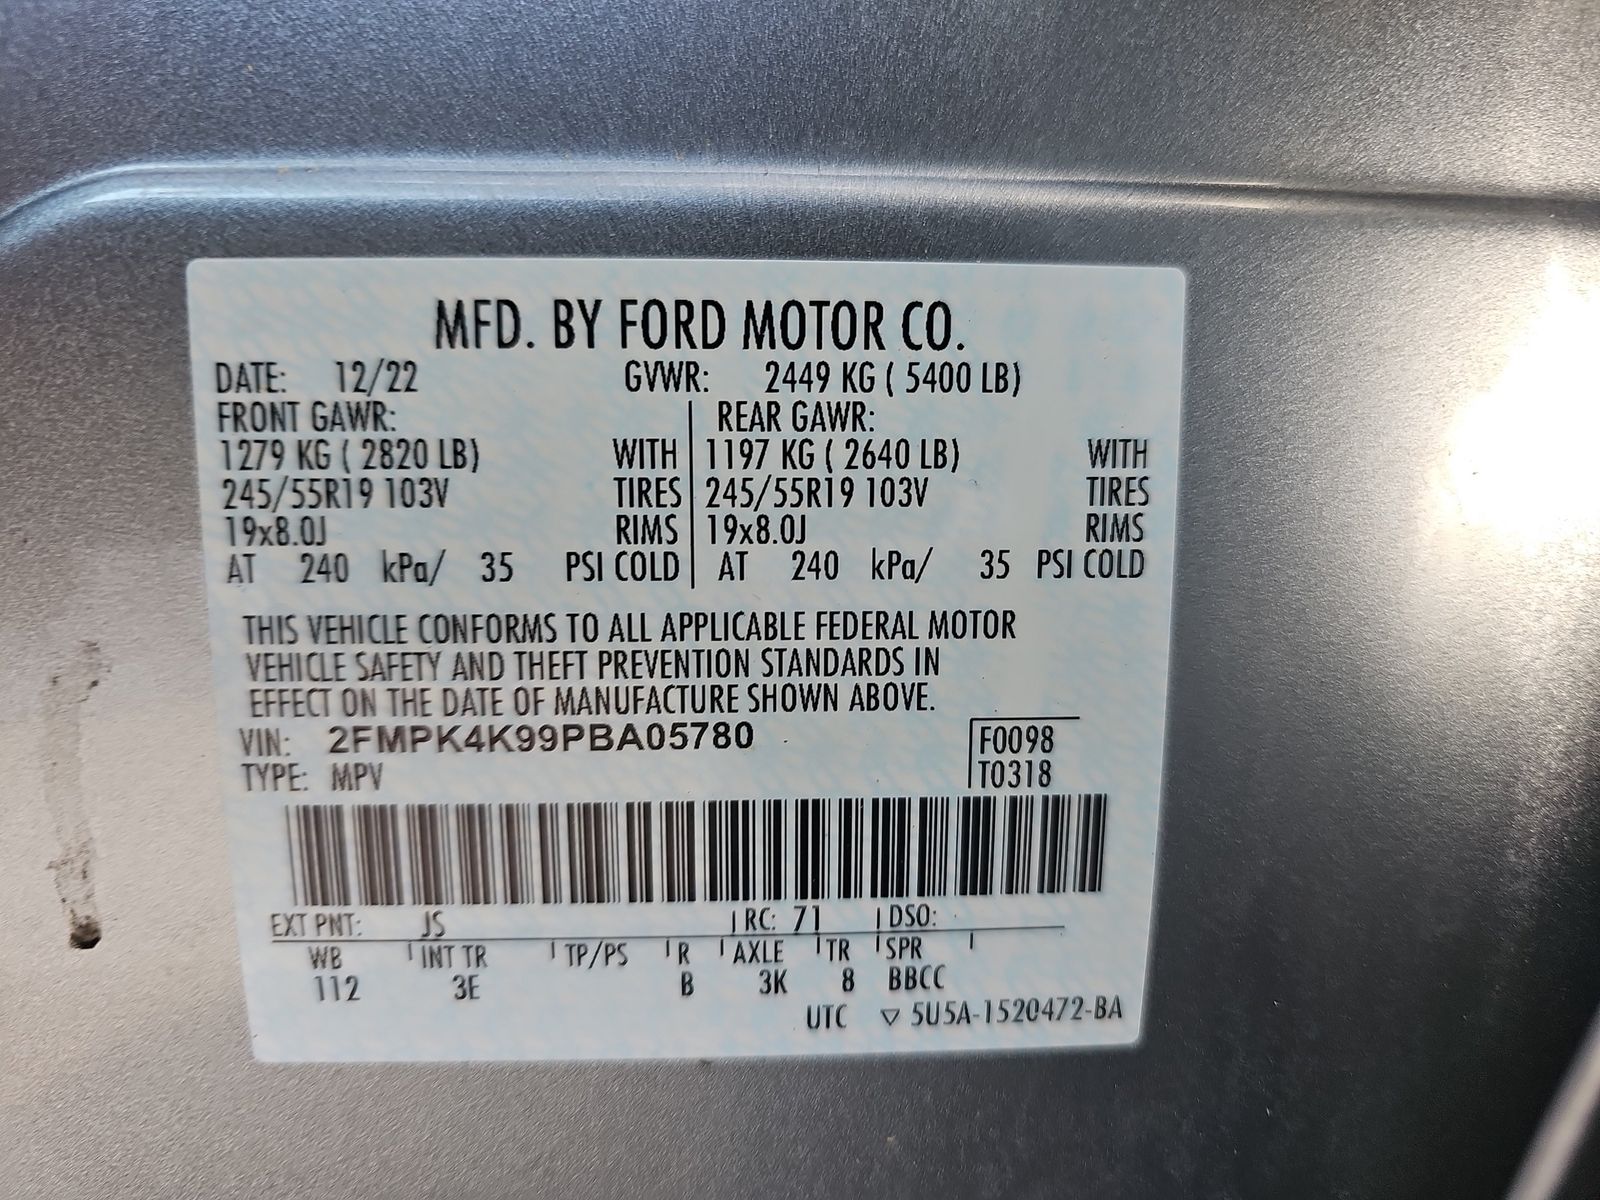 MFD. BY FORD MOTOR CO.
DATE: 12/22 GVWR: 2449 KG ( 5400 LB)
FRONT GAWR: REAR GAWR:
1279 KG ( 2820 LB) WITH 1197 KG ( 2640 LB) WITH
245/55R19 103V TIRES 245/55R19 103V TIRES
19x8.0J RIMS 19x8.0J RIMS
AT 240 kPa/ 35 PSI COLD AT 240 kPa/ 35 PSI COLD
THIS VEHICLE CONFORMS TO ALL APPLICABLE FEDERAL MOTOR
VEHICLE SAFETY AND THEFT PREVENTION STANDARDS IN
EFFECT ON THE DATE OF MANUFACTURE SHOWN ABOVE.
VIN: 2FMPK4K99PBA05780 F0098
TYPE: MPV T0318
EXT PNT: JS RC: 71 DSO:
WB INT TR TP/PS R AXLE TR SPR
112 3E B 3K 8 BBCC
UTC ▽ 5U5A-1520472-BA